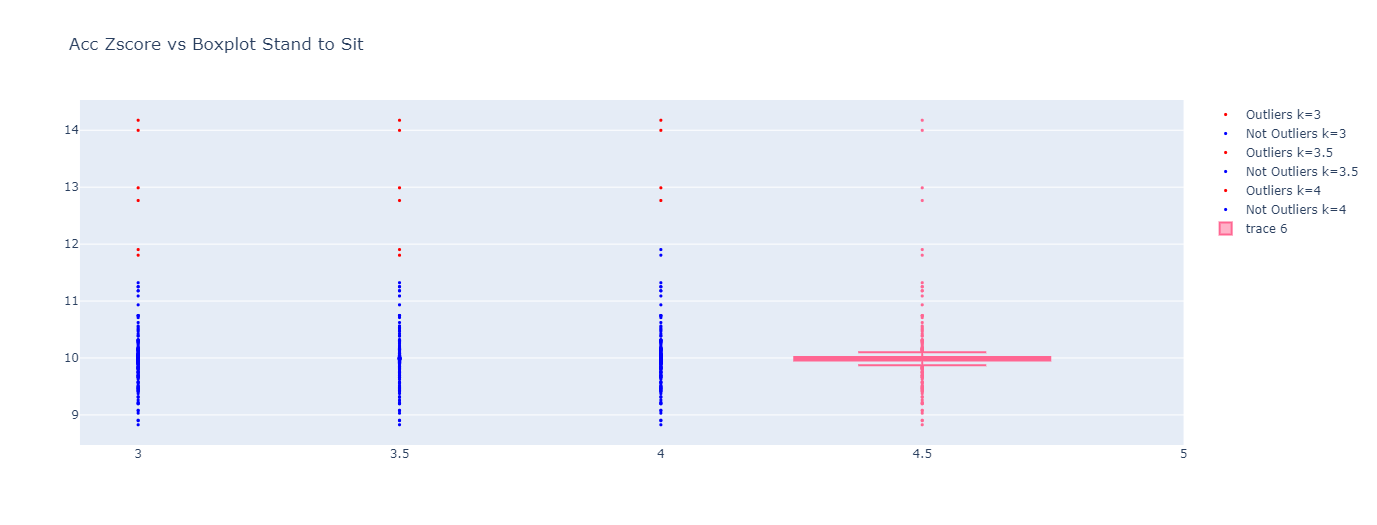 Acc Zscore vs Boxplot Stand to Sit
14
13
12
11
10
9
3
3.5
4
4.5
5
Outliers k=3
Not Outliers k=3
Outliers k=3.5
Not Outliers k=3.5
Outliers k=4
Not Outliers k=4
trace 6